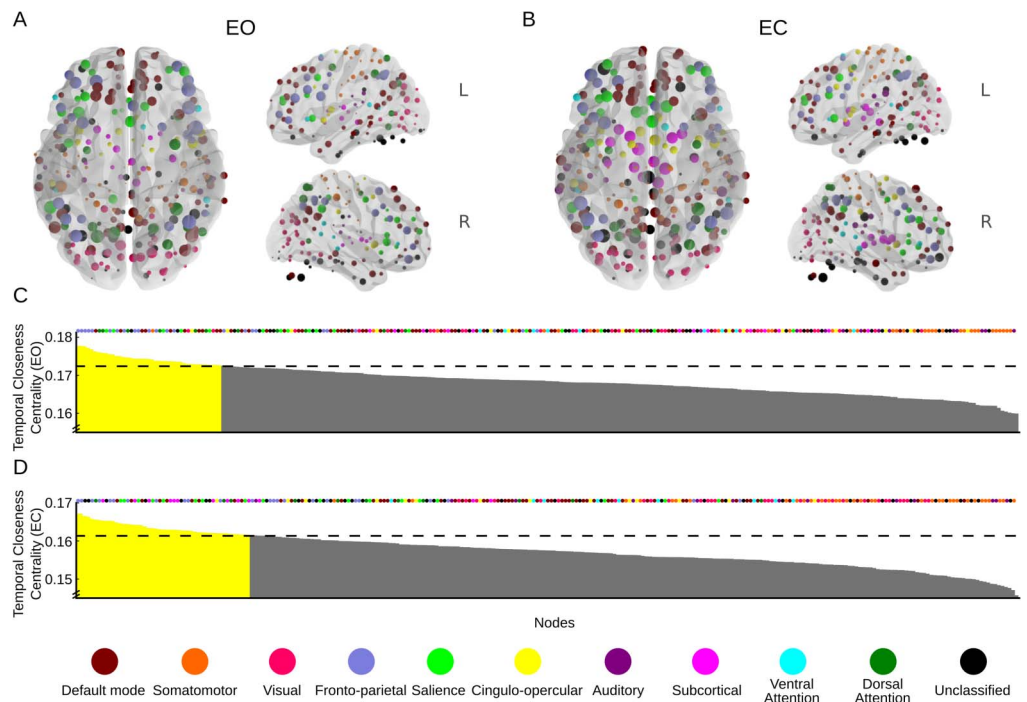 A
EO
L
R
B
EC
L
R
C
Temporal Closeness
Centrality (EO)
0.18
0.17
0.16
D
Temporal Closeness
Centrality (EC)
0.17
0.16
0.15
Nodes
Default mode
Somatomotor
Visual
Fronto-parietal
Salience
Cingulo-opercular
Auditory
Subcortical
Ventral
Attention
Dorsal
Attention
Unclassified